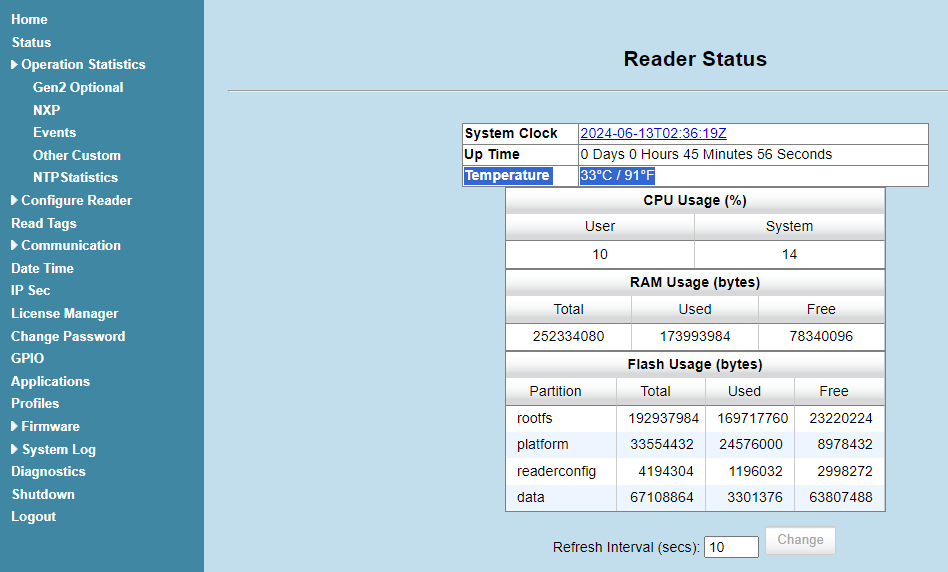 Home
Status
Operation Statistics
Gen2 Optional
NXP
Events
Other Custom
NTPStatistics
Configure Reader
Read Tags
Communication
Date Time
IP Sec
License Manager
Change Password
GPIO
Applications
Profiles
Firmware
System Log
Diagnostics
Shutdown
Logout
Reader Status
System Clock 2024-06-13T02:36:19Z
Up Time 0 Days 0 Hours 45 Minutes 56 Seconds
Temperature 33°C / 91°F
CPU Usage (%)
User System
10 14
RAM Usage (bytes)
Total Used Free
252334080 173993984 78340096
Flash Usage (bytes)
Partition Total Used Free
rootfs 192937984 169717760 23220224
platform 33554432 24576000 8978432
readerconfig 4194304 1196032 2998272
data 67108864 3301376 63807488
Refresh Interval (secs): 10 Change